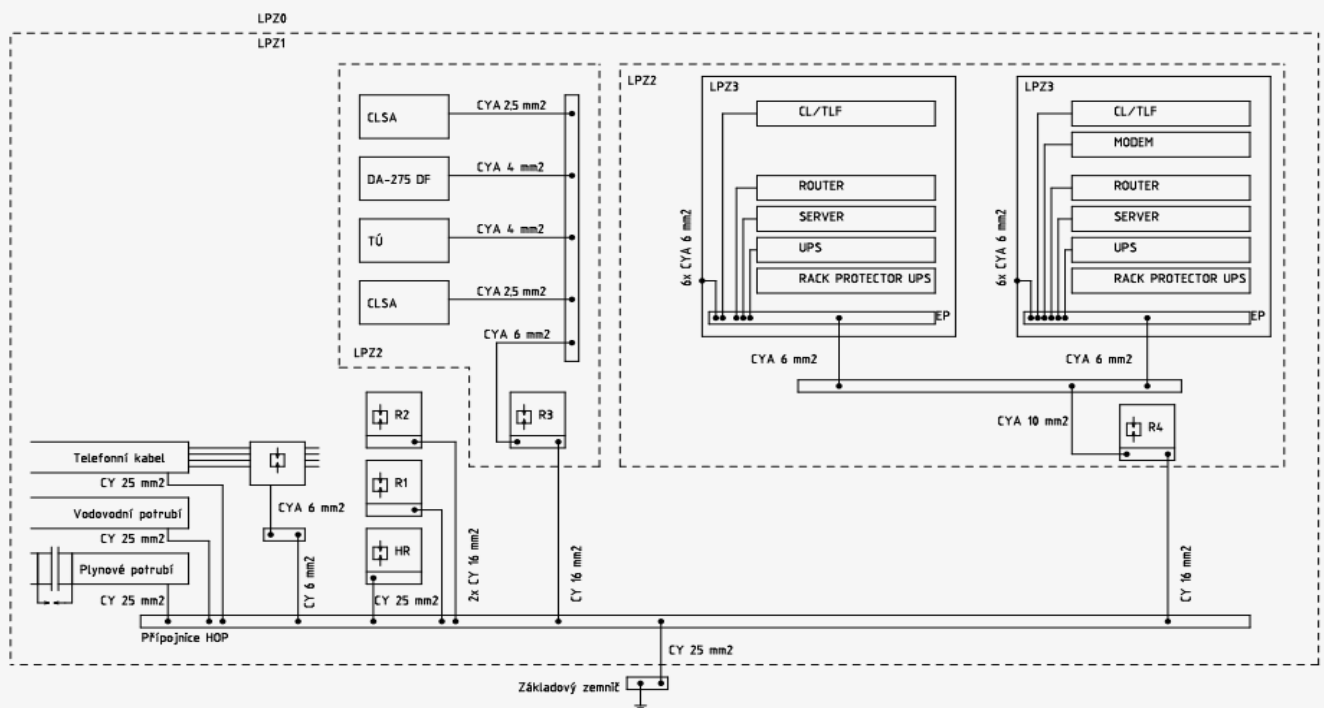 LPZ0
LPZ1
CLSA
CYA 2,5 mm2
DA-275 DF
CYA 4 mm2
TÚ
CYA 4 mm2
CLSA
CYA 2,5 mm2
CYA 6 mm2
LPZ2
R3
LPZ2
LPZ3
CL/TLF
ROUTER
SERVER
UPS
RACK PROTECTOR UPS
6x CYA 6 mm2
EP
CYA 6 mm2
LPZ3
CL/TLF
MODEM
ROUTER
SERVER
UPS
RACK PROTECTOR UPS
6x CYA 6 mm2
EP
CYA 6 mm2
CYA 10 mm2
R4
R2
R1
HR
Telefonní kabel
CY 25 mm2
Vodovodní potrubí
CY 25 mm2
Plynové potrubí
CY 25 mm2
CYA 6 mm2
CY 6 mm2
CY 25 mm2
2x CY 16 mm2
CY 16 mm2
CY 16 mm2
Přípojnice HOP
CY 25 mm2
Základový zemnič